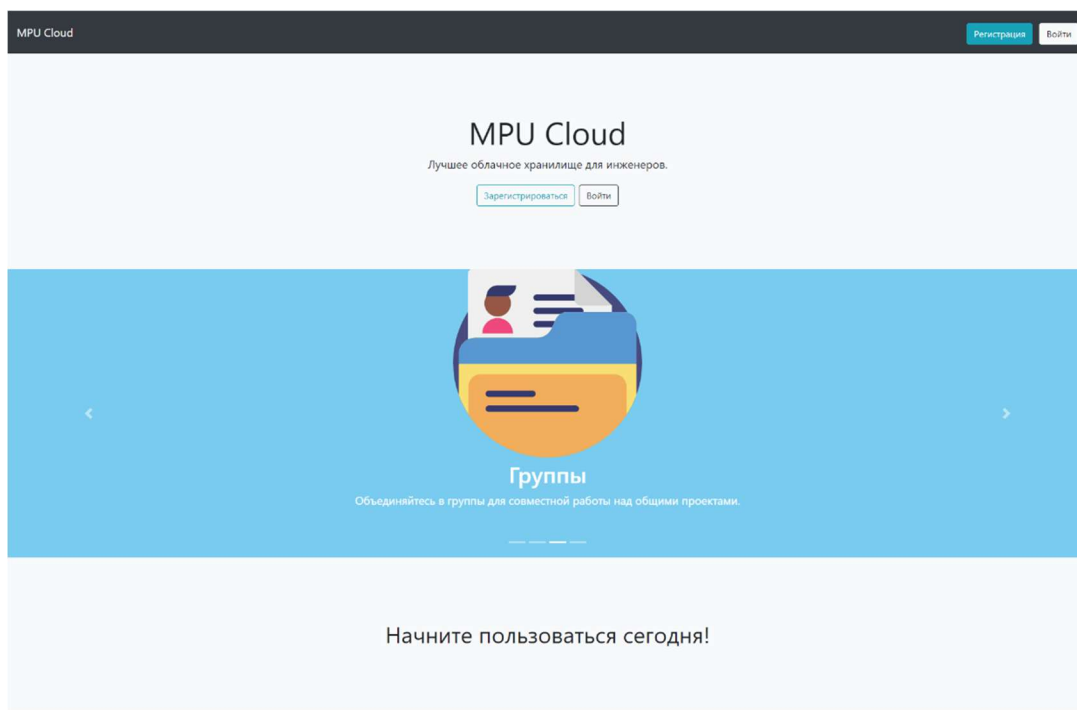 MPU Cloud
Регистрация
Войти
MPU Cloud
Лучшее облачное хранилище для инженеров.
Зарегистрироваться
Войти
Группы
Объединяйтесь в группы для совместной работы над общими проектами.
Начните пользоваться сегодня!